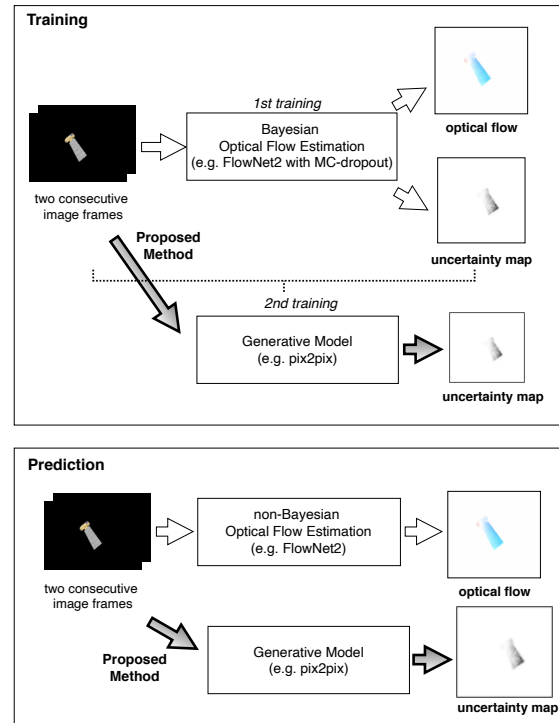 Training
1st training
Bayesian
Optical Flow Estimation
(e.g. FlowNet2 with MC-dropout)
optical flow
two consecutive
image frames
Proposed
Method
uncertainty map
2nd training
Generative Model
(e.g. pix2pix)
uncertainty map
Prediction
non-Bayesian
Optical Flow Estimation
(e.g. FlowNet2)
two consecutive
image frames
optical flow
Proposed
Method
Generative Model
(e.g. pix2pix)
uncertainty map